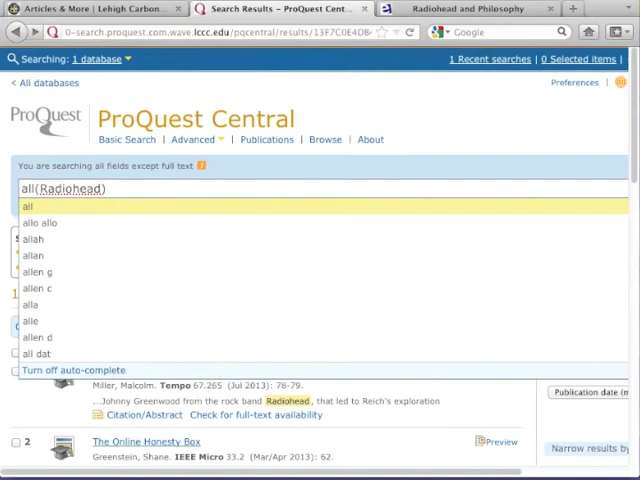 Articles & More | Lehigh Carbon...
Search Results – ProQuest Cent...
Radiohead and Philosophy
0-search.proquest.com.wave.lccc.edu/pqcentral/results/13F7C0E4DB
Google
Searching: 1 database
1 Recent searches | 0 Selected items |
< All databases
Preferences |
ProQuest
ProQuest Central
Basic Search | Advanced | Publications | Browse | About
You are searching all fields except full text i
all(Radiohead)
all
allo allo
allah
allan
allen g
allen c
alla
alle
allen d
all dat
Turn off auto-complete
Miller, Malcolm. Tempo 67.265 (Jul 2013): 78-79.
...Johnny Greenwood from the rock band Radiohead, that led to Reich's exploration
Citation/Abstract Check for full-text availability
Publication date (m
2 The Online Honesty Box
Preview
Greenstein, Shane. IEEE Micro 33.2 (Mar/Apr 2013): 62.
Narrow results by